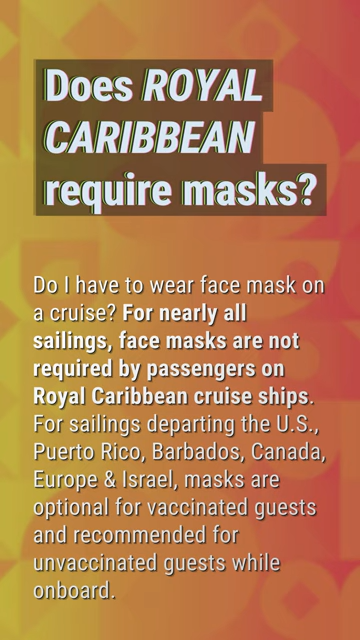 Does ROYAL
CARIBBEAN
require masks?
Do I have to wear face mask on
a cruise? For nearly all
sailings, face masks are not
required by passengers on
Royal Caribbean cruise ships.
For sailings departing the U.S.,
Puerto Rico, Barbados, Canada,
Europe & Israel, masks are
optional for vaccinated guests
and recommended for
unvaccinated guests while
onboard.